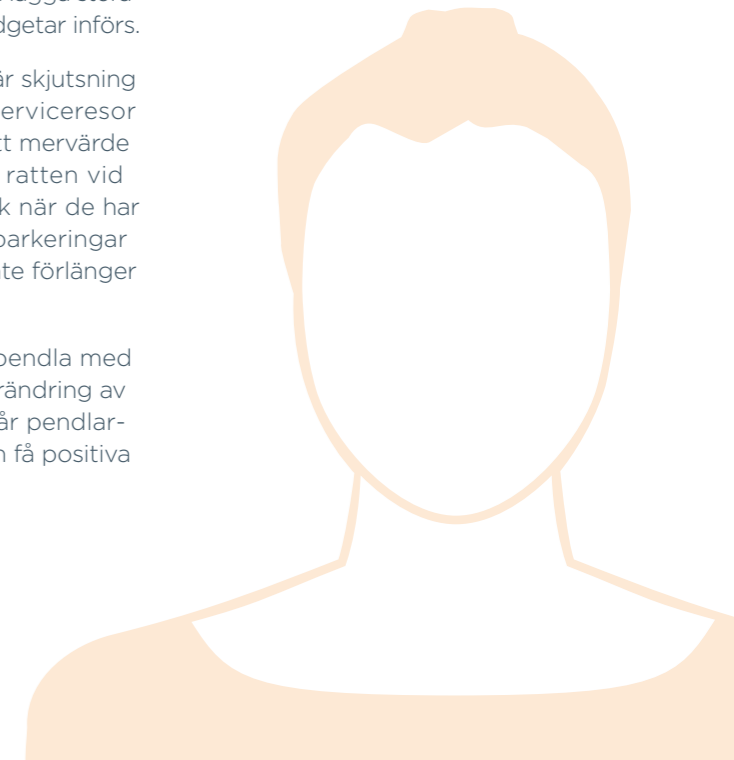 dgetar införs.
är skjutsning
erviceresor
tt mervärde
ratten vid
k när de har
parkeringar
te förlänger
pendla med
rändring av
år pendlar-
n få positiva